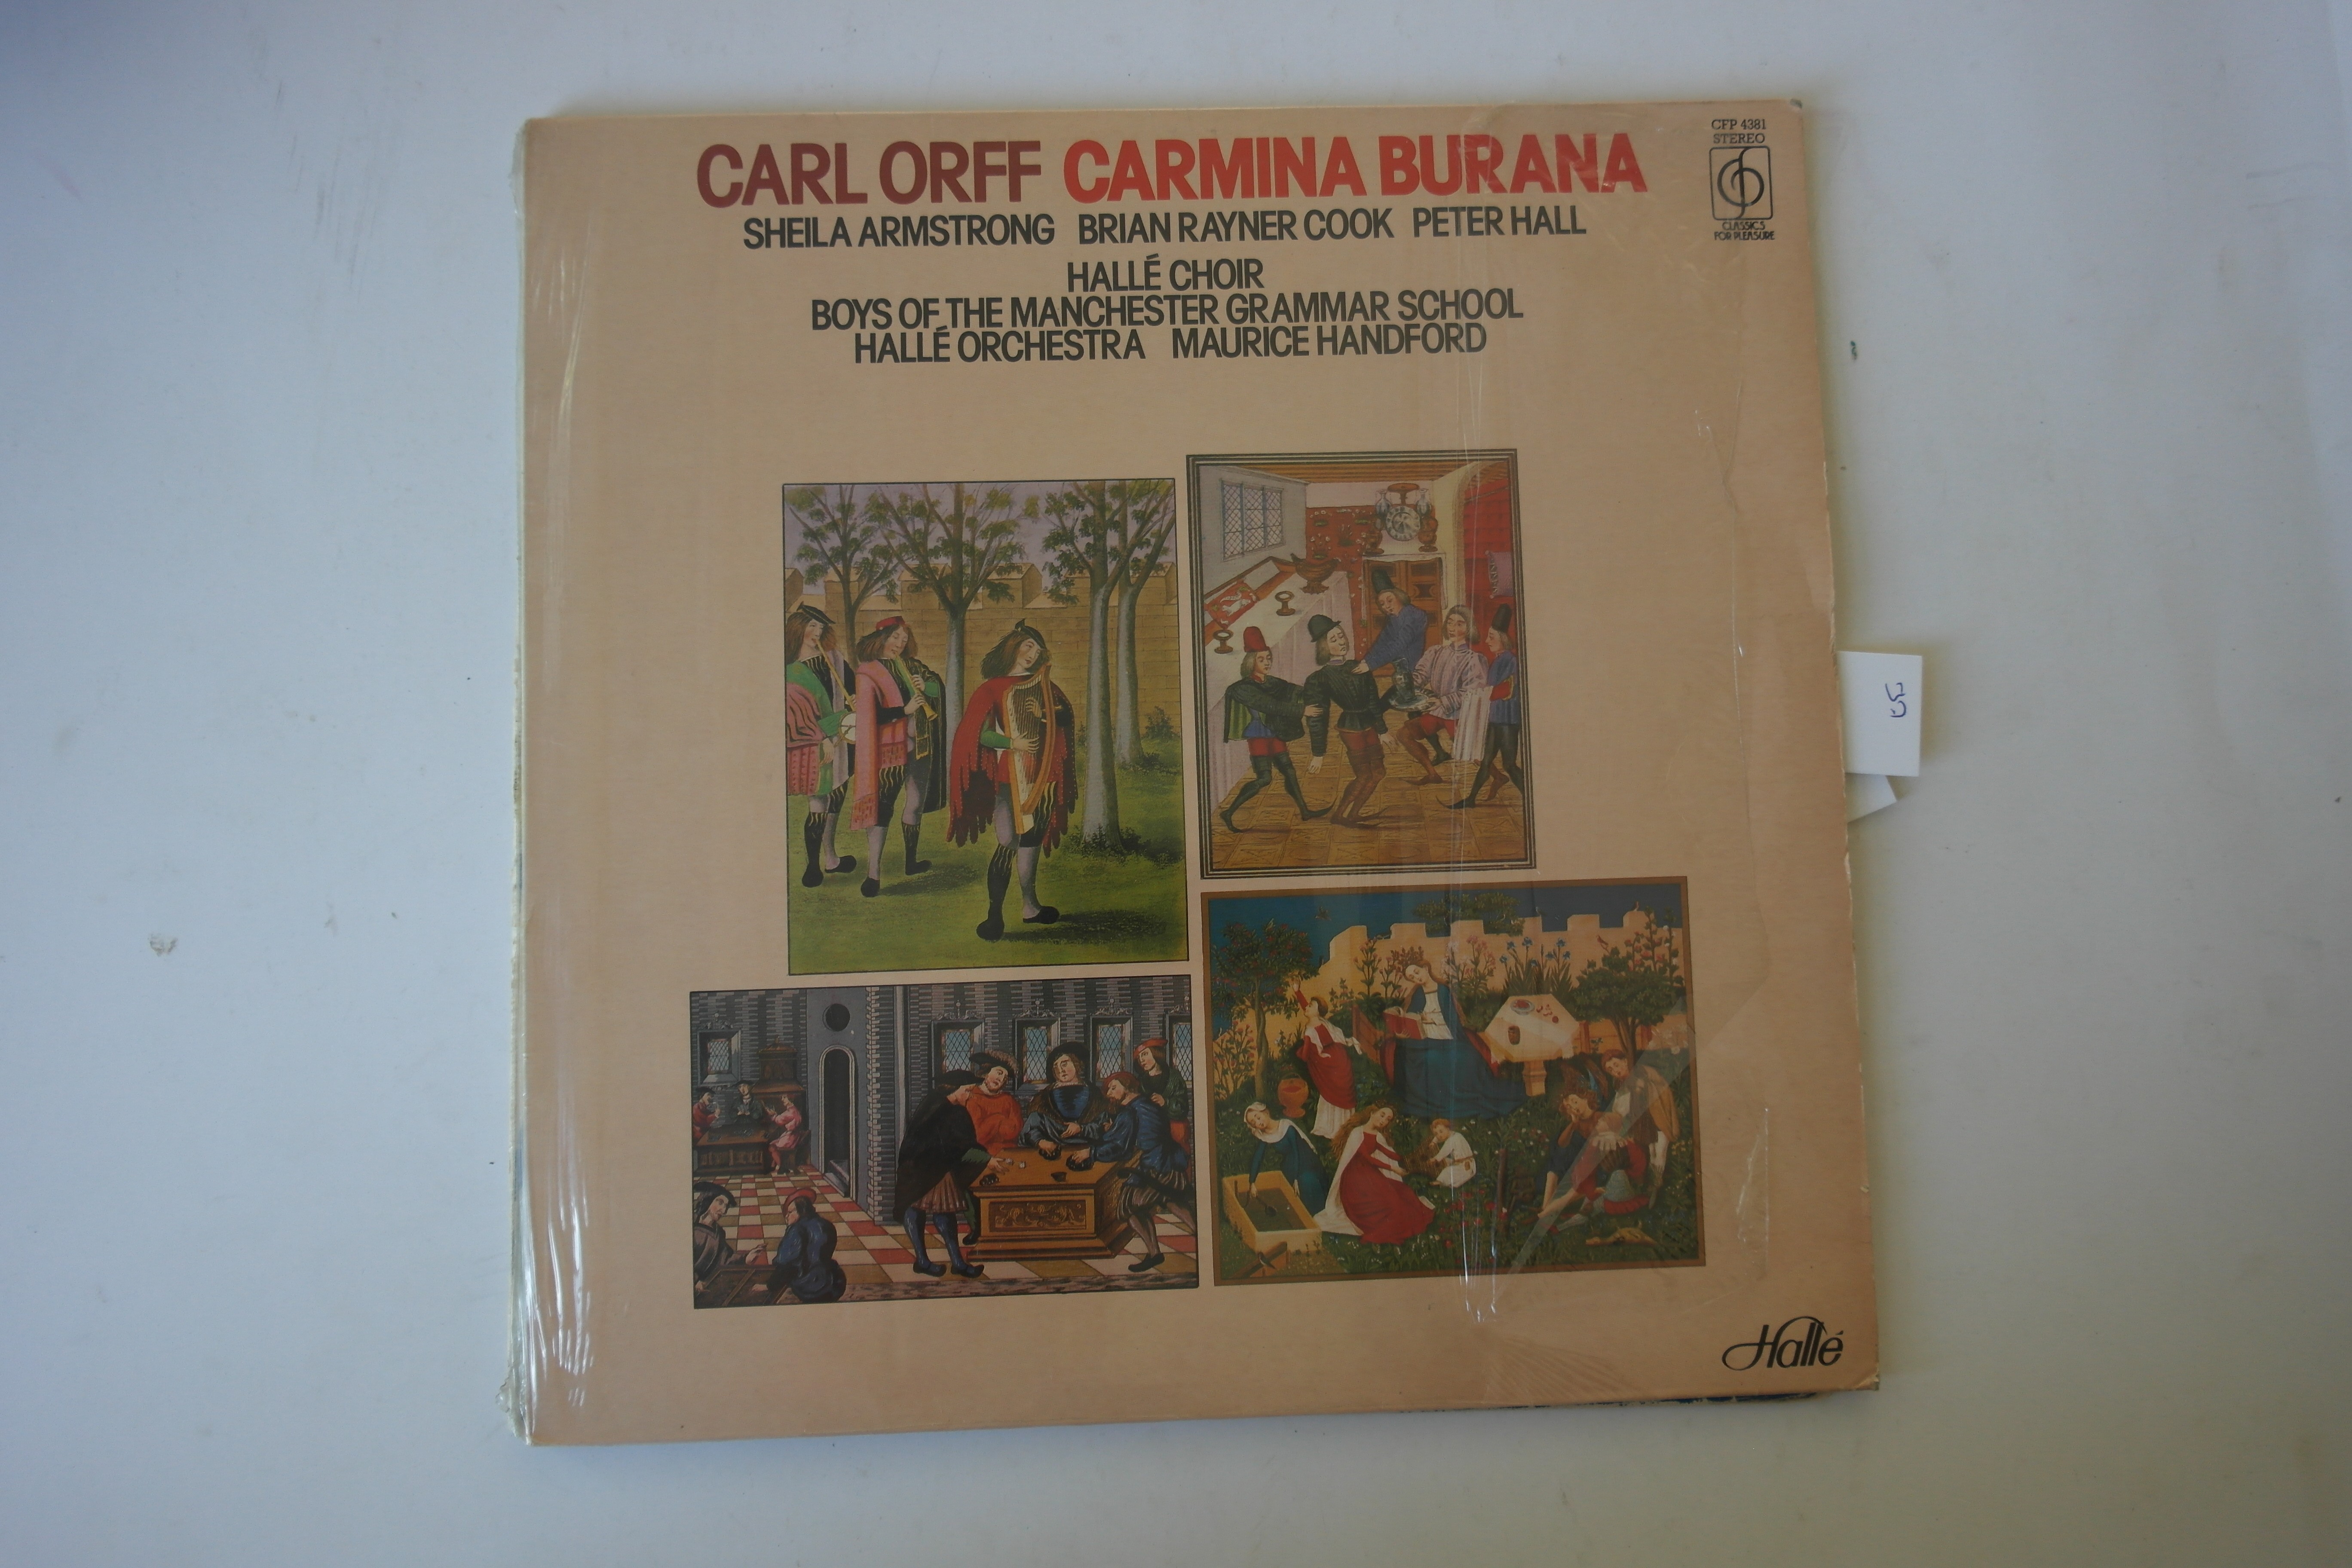 CARL ORFF CARMINA BURANA
CFP 4381
STEREO
CLASSICS
FOR PLEASURE
SHEILA ARMSTRONG BRIAN RAYNER COOK PETER HALL
HALLÉ CHOIR
BOYS OF THE MANCHESTER GRAMMAR SCHOOL
HALLÉ ORCHESTRA MAURICE HANDFORD
Hallé